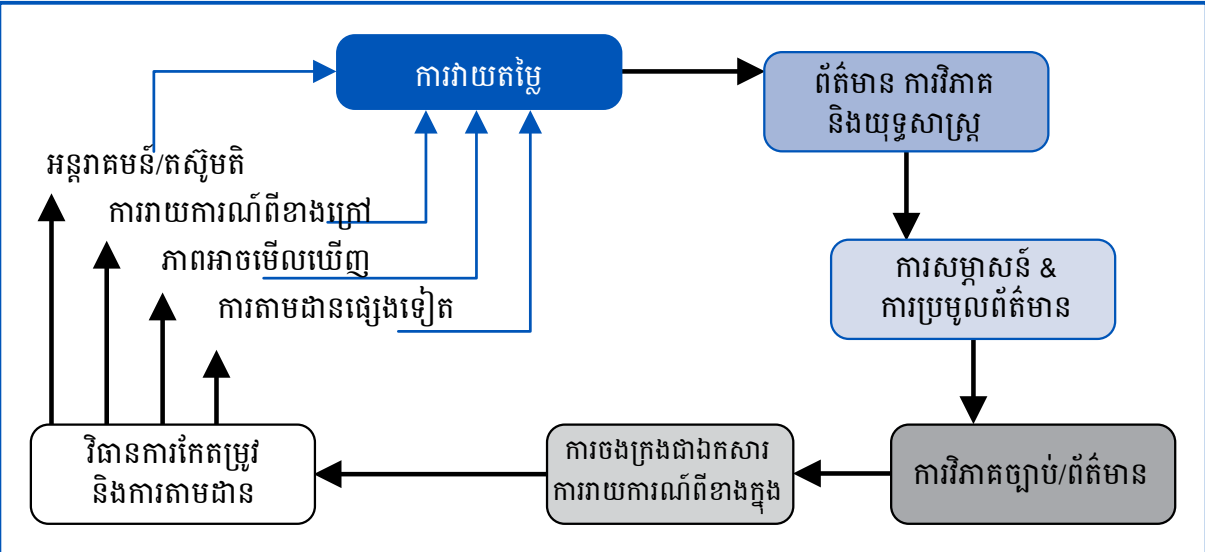 ការវាយតម្លៃ
ព័ត៌មាន ការវិភាគ
និងយុទ្ធសាស្ត្រ
អន្តរាគមន៍/តស៊ូមតិ
ការរាយការណ៍ពីខាងក្រៅ
ភាពអាចមើលឃើញ
ការតាមដានផ្សេងទៀត
ការសម្ភាសន៍ &
ការប្រមូលព័ត៌មាន
វិធានការកែតម្រូវ
និងការតាមដាន
ការចងក្រងជាឯកសារ
ការរាយការណ៍ពីខាងក្នុង
ការវិភាគច្បាប់/ព័ត៌មាន